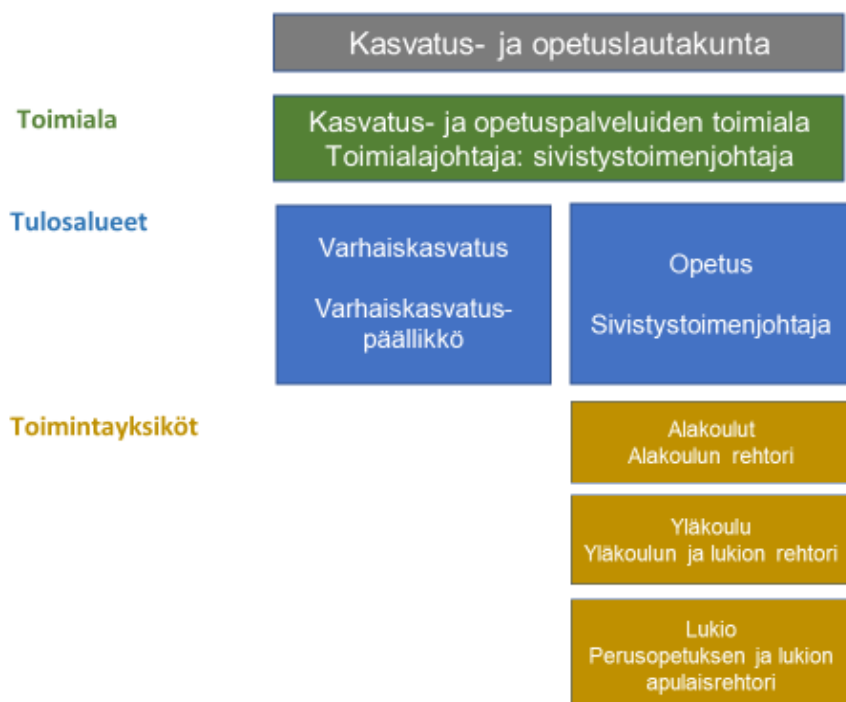 Kasvatus- ja opetuslautakunta
Toimiala
Kasvatus- ja opetuspalveluiden toimiala
Toimialajohtaja: sivistystoimenjohtaja
Tulosalueet
Varhaiskasvatus
Varhaiskasvatus-
päällikkö
Opetus
Sivistystoimenjohtaja
Toimintayksiköt
Alakoulut
Alakoulun rehtori
Yläkoulu
Yläkoulun ja lukion rehtori
Lukio
Perusopetuksen ja lukion
apulaisrehtori